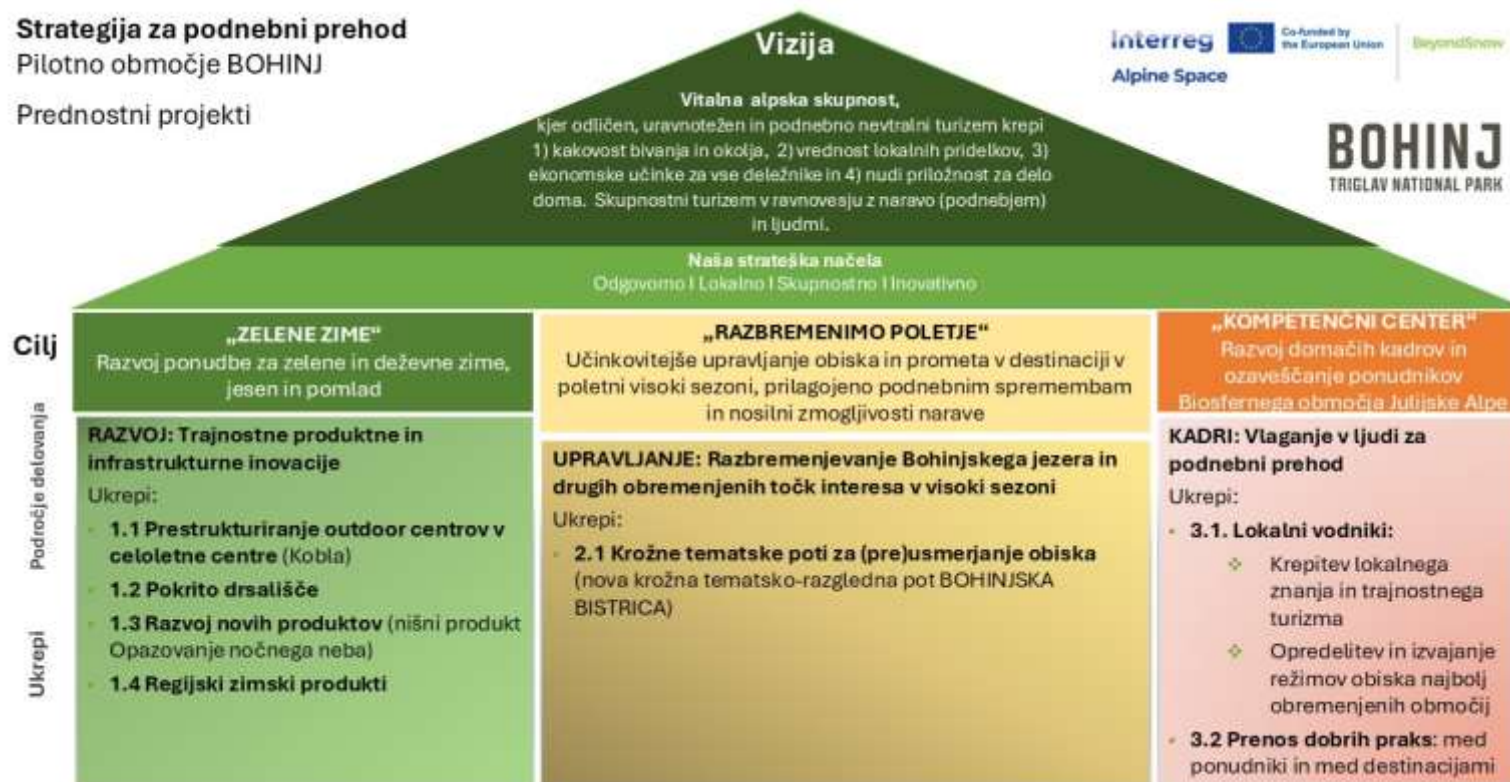 Strategija za podnebni prehod
Pilotno območje BOHINJ
Prednostni projekti
Interreg
Co-funded by
the European Union
BeyondSnow
Alpine Space
BOHINJ
TRIGLAV NATIONAL PARK
Vizija
Vitalna alpska skupnost,
kjer odličen, uravnotežen in podnebno nevtralni turizem krepi
1) kakovost bivanja in okolja, 2) vrednost lokalnih pridelkov, 3)
ekonomske učinke za vse deležnike in 4) nudi priložnost za delo
doma. Skupnostni turizem v ravnovesju z naravo (podnebjem)
in ljudmi.
Naša strateška načela
Odgovorno I Lokalno I Skupnostno I Inovativno
Cilj
„ZELENE ZIME“
Razvoj ponudbe za zelene in deževne zime,
jesen in pomlad
„RAZBREMENIMO POLETJE“
Učinkovitejše upravljanje obiska in prometa v destinaciji v
poletni visoki sezoni, prilagojeno podnebnim spremembam
in nosilni zmogljivosti narave
„KOMPETENČNI CENTER“
Razvoj domačih kadrov in
ozaveščanje ponudnikov
Biosfernega območja Julijske Alpe
Področje delovanja
Ukrepi
RAZVOJ: Trajnostne produktne in
infrastrukturne inovacije
Ukrepi:
• 1.1 Prestrukturiranje outdoor centrov v
celoletne centre (Kobla)
• 1.2 Pokrito drsališče
• 1.3 Razvoj novih produktov (nišni produkt
Opazovanje nočnega neba)
• 1.4 Regijski zimski produkti
UPRAVLJANJE: Razbremenjevanje Bohinjskega jezera in
drugih obremenjenih točk interesa v visoki sezoni
Ukrepi:
• 2.1 Krožne tematske poti za (pre)usmerjanje obiska
(nova krožna tematsko-razgledna pot BOHINJSKA
BISTRICA)
KADRI: Vlaganje v ljudi za
podnebni prehod
Ukrepi:
• 3.1. Lokalni vodniki:
❖ Krepitev lokalnega
znanja in trajnostnega
turizma
❖ Opredelitev in izvajanje
režimov obiska najbolj
obremenjenih območij
• 3.2 Prenos dobrih praks: med
ponudniki in med destinacijami